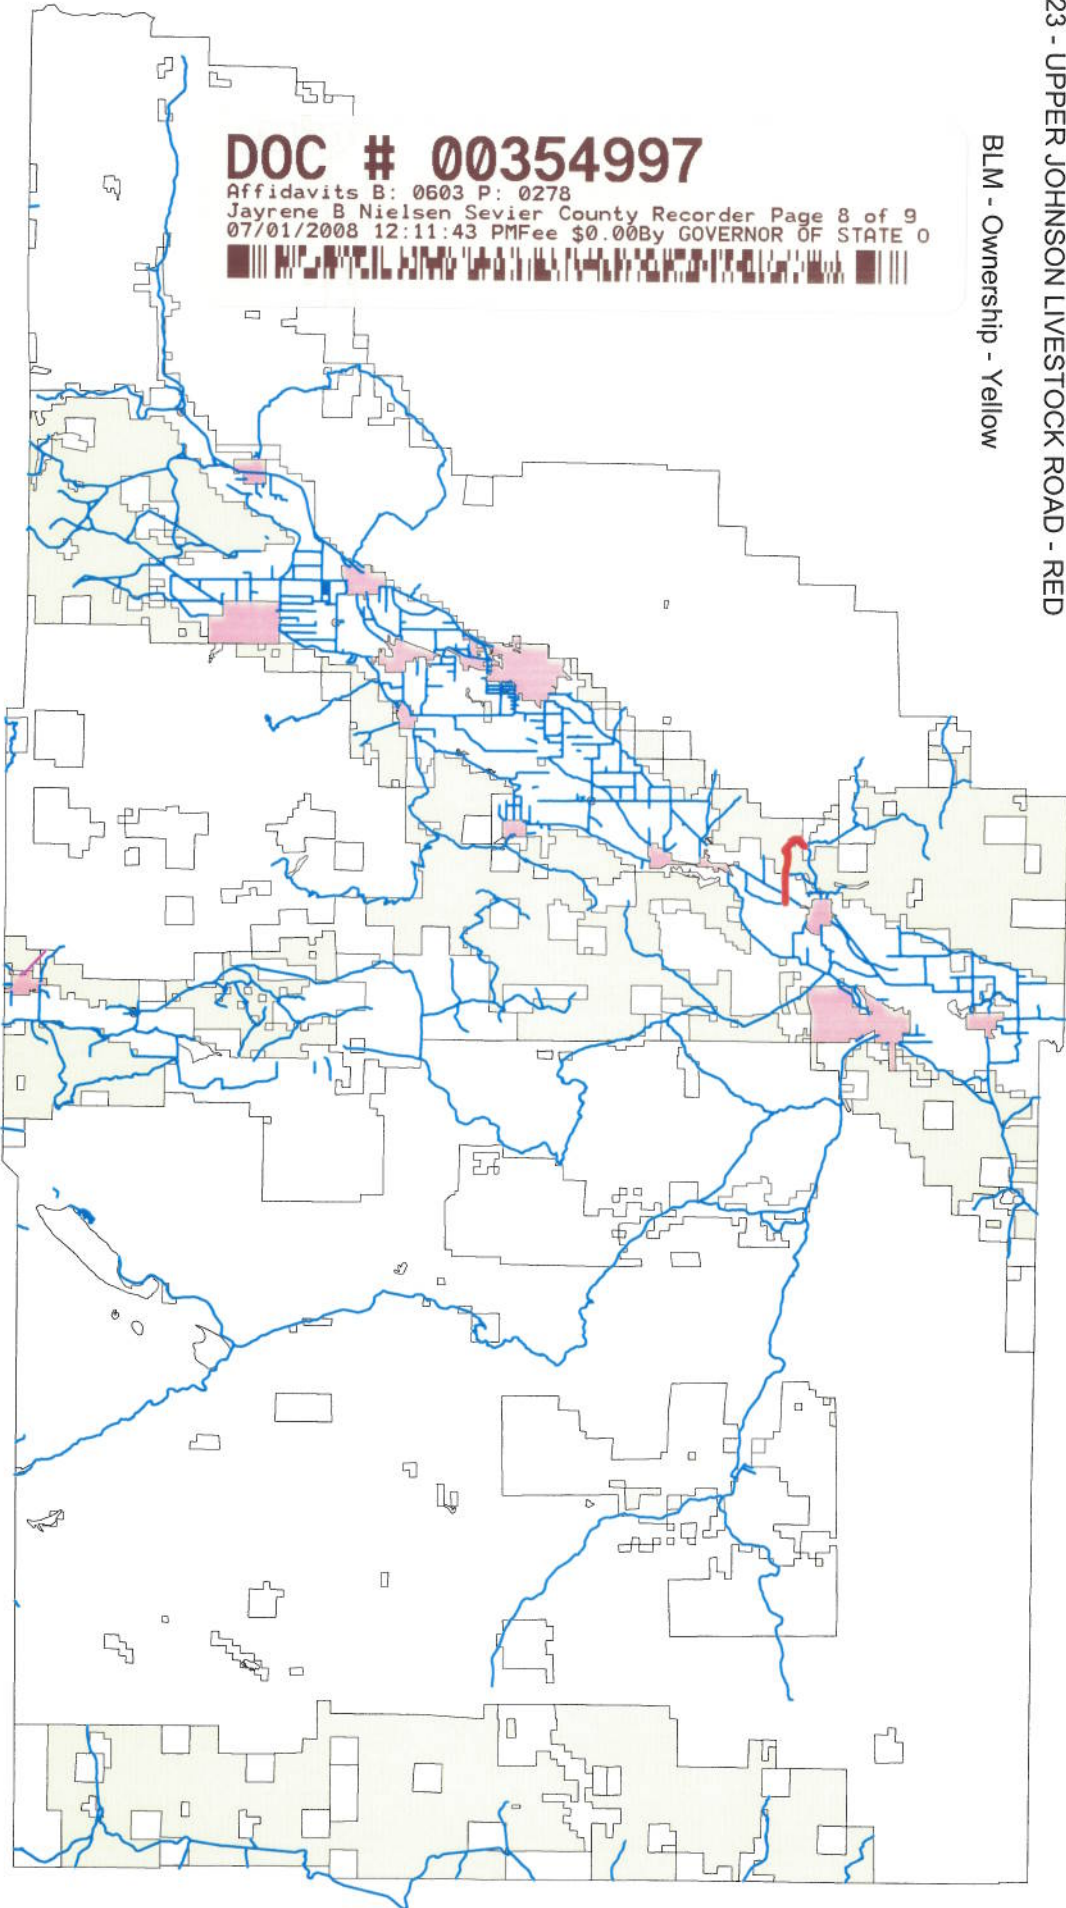 23 - UPPER JOHNSON LIVESTOCK ROAD - RED
BLM - Ownership - Yellow
DOC # 00354997
Affidavits B: 0603 P: 0278
Jayrene B Nielsen Sevier County Recorder Page 8 of 9
07/01/2008 12:11:43 PMFee $0.00By GOVERNOR OF STATE O